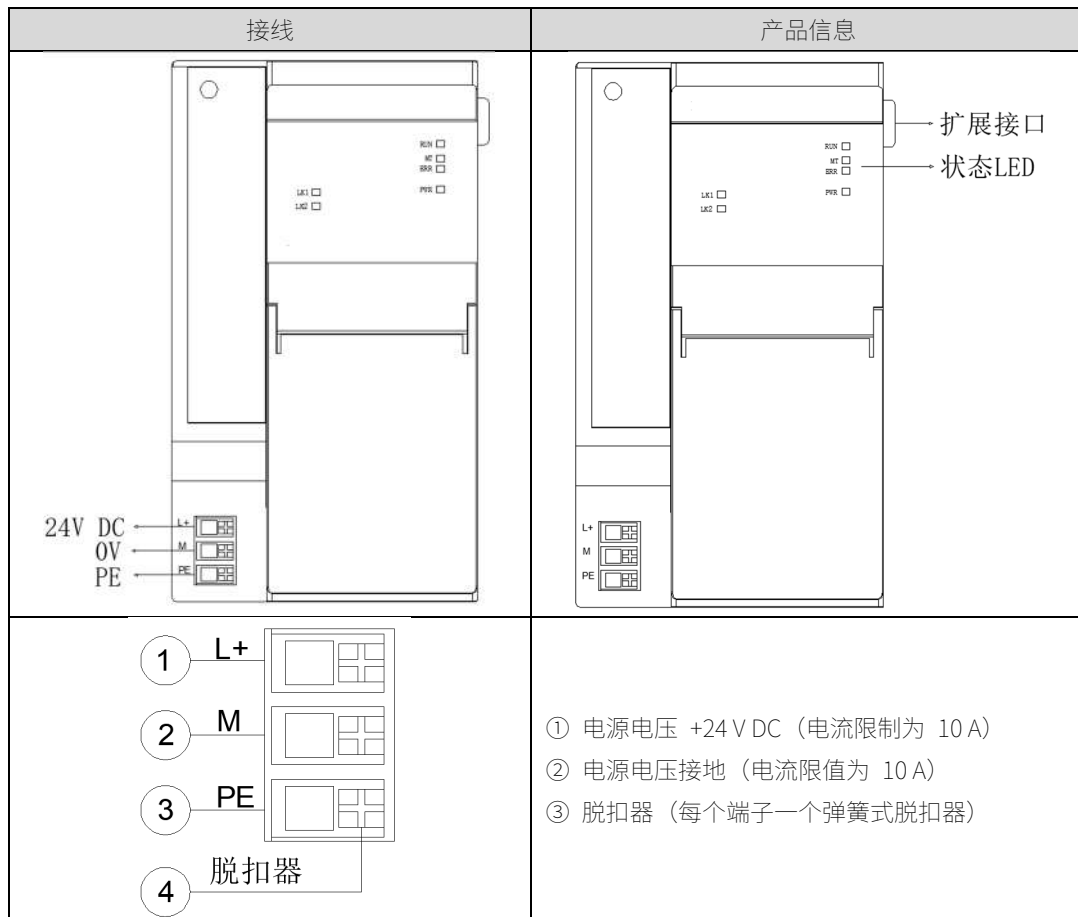 接线
产品信息
RUN
MT
ERR
PWR
LK1
LK2
24V DC
0V
PE
L+
M
PE
扩展接口
状态LED
RUN
MT
ERR
PWR
LK1
LK2
L+
M
PE
1 L+
2 M
3 PE
4 脱扣器
① 电源电压 +24 V DC（电流限制为 10 A）
② 电源电压接地（电流限值为 10 A）
③ 脱扣器（每个端子一个弹簧式脱扣器）